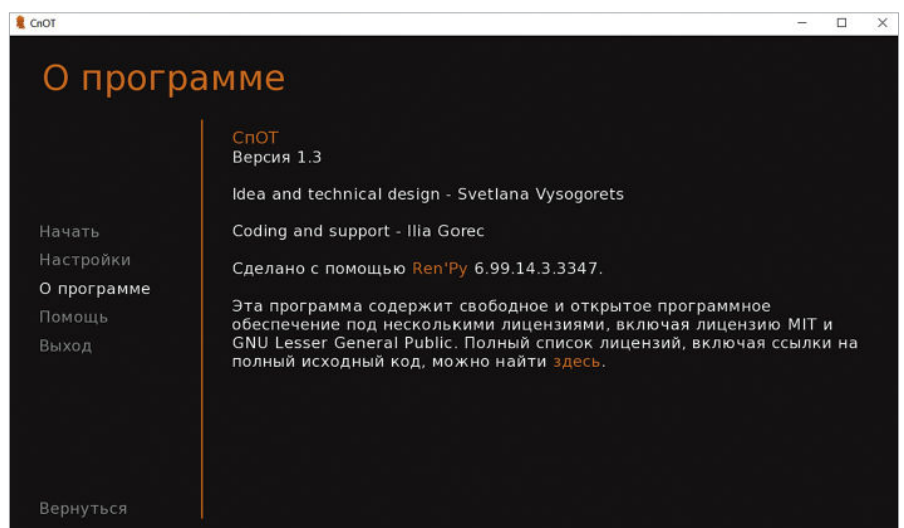 СпОТ
О программе
Начать
Настройки
О программе
Помощь
Выход
Вернуться
СпОТ
Версия 1.3
Idea and technical design - Svetlana Vysogorets
Coding and support - Ilia Gorec
Сделано с помощью Ren'Py 6.99.14.3.3347.
Эта программа содержит свободное и открытое программное
обеспечение под несколькими лицензиями, включая лицензию MIT и
GNU Lesser General Public. Полный список лицензий, включая ссылки на
полный исходный код, можно найти здесь.